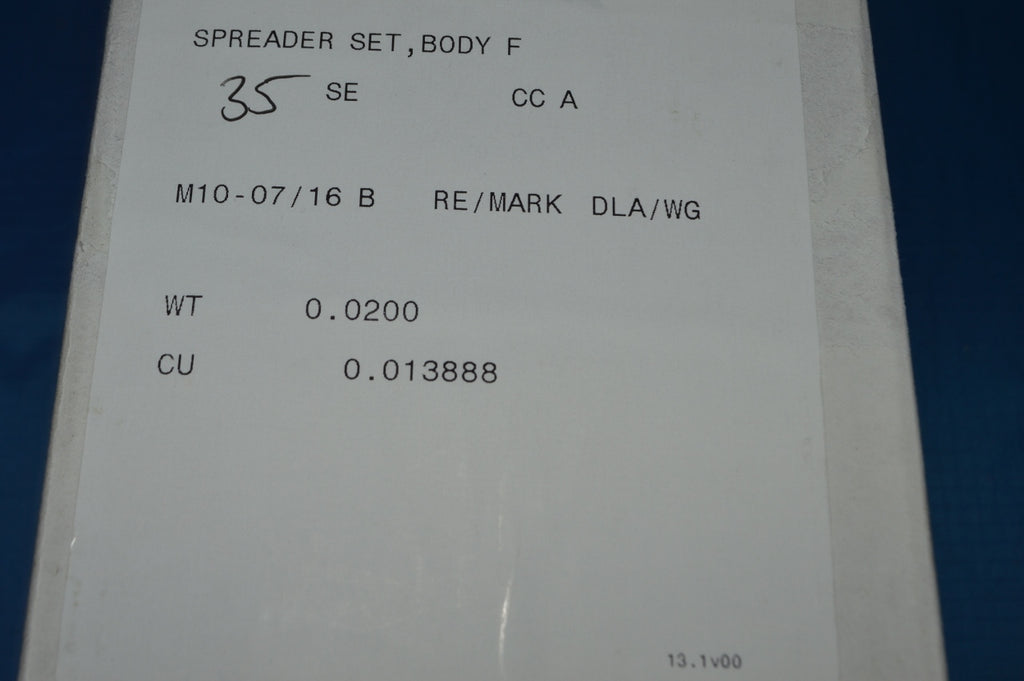 SPREADER SET,BODY F
35 SE CC A
M10-07/16 B RE/MARK DLA/WG
WT 0.0200
CU 0.013888
13.1v00